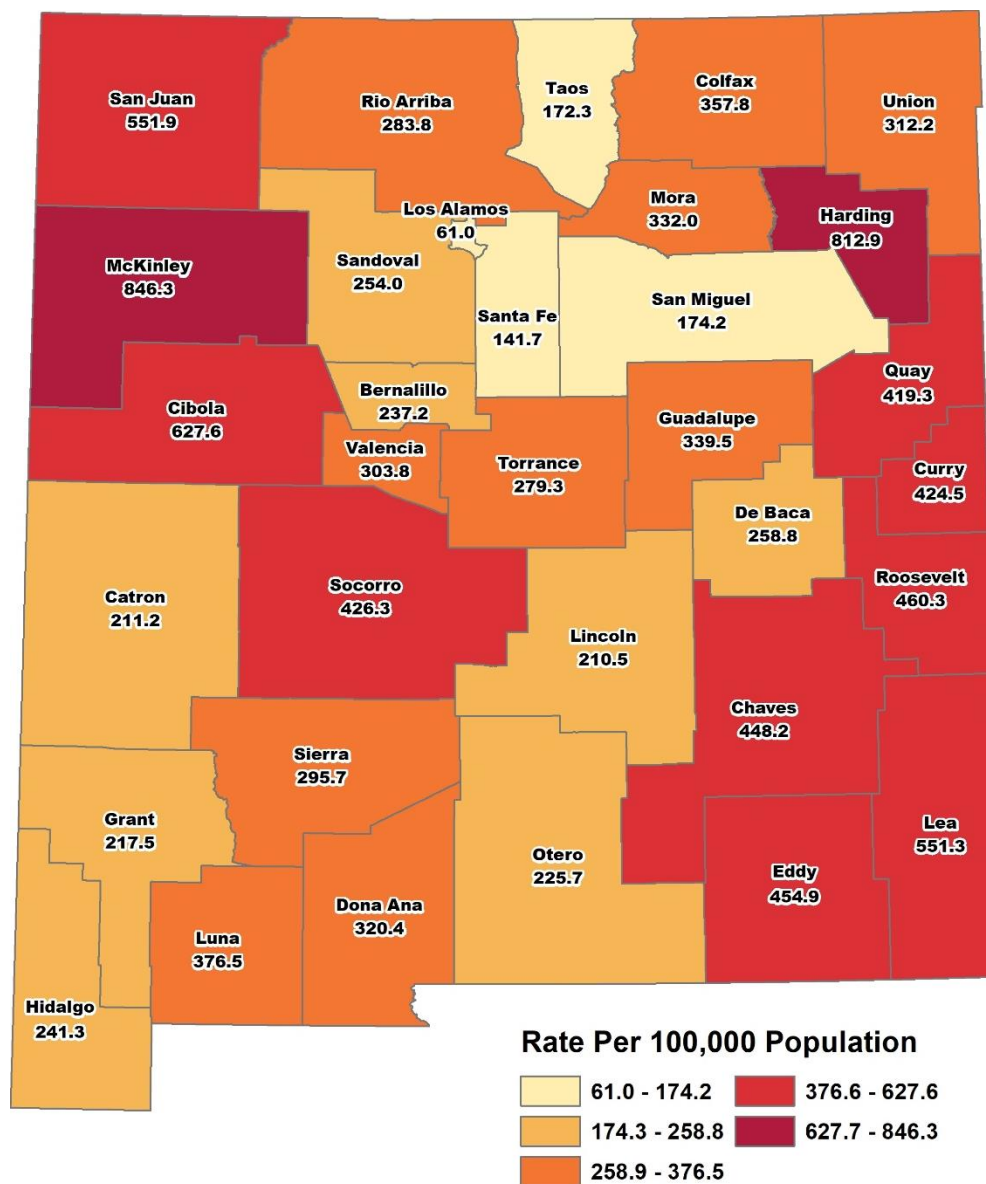 San Juan
551.9
Rio Arriba
283.8
Taos
172.3
Colfax
357.8
Union
312.2
Los Alamos
61.0
Mora
332.0
Harding
812.9
McKinley
846.3
Sandoval
254.0
Santa Fe
141.7
San Miguel
174.2
Quay
419.3
Cibola
627.6
Bernalillo
237.2
Valencia
303.8
Torrance
279.3
Guadalupe
339.5
Curry
424.5
De Baca
258.8
Roosevelt
460.3
Catron
211.2
Socorro
426.3
Lincoln
210.5
Chaves
448.2
Sierra
295.7
Grant
217.5
Otero
225.7
Lea
551.3
Eddy
454.9
Dona Ana
320.4
Luna
376.5
Hidalgo
241.3
Rate Per 100,000 Population
61.0 - 174.2
174.3 - 258.8
258.9 - 376.5
376.6 - 627.6
627.7 - 846.3